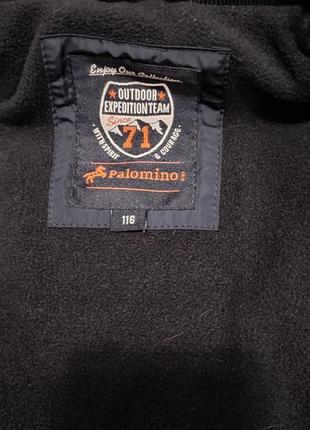 Enjoy Our Collection
OUTDOOR
EXPEDITION TEAM
Since
71
WITH SPIRIT & COURAGE
Palomino
116